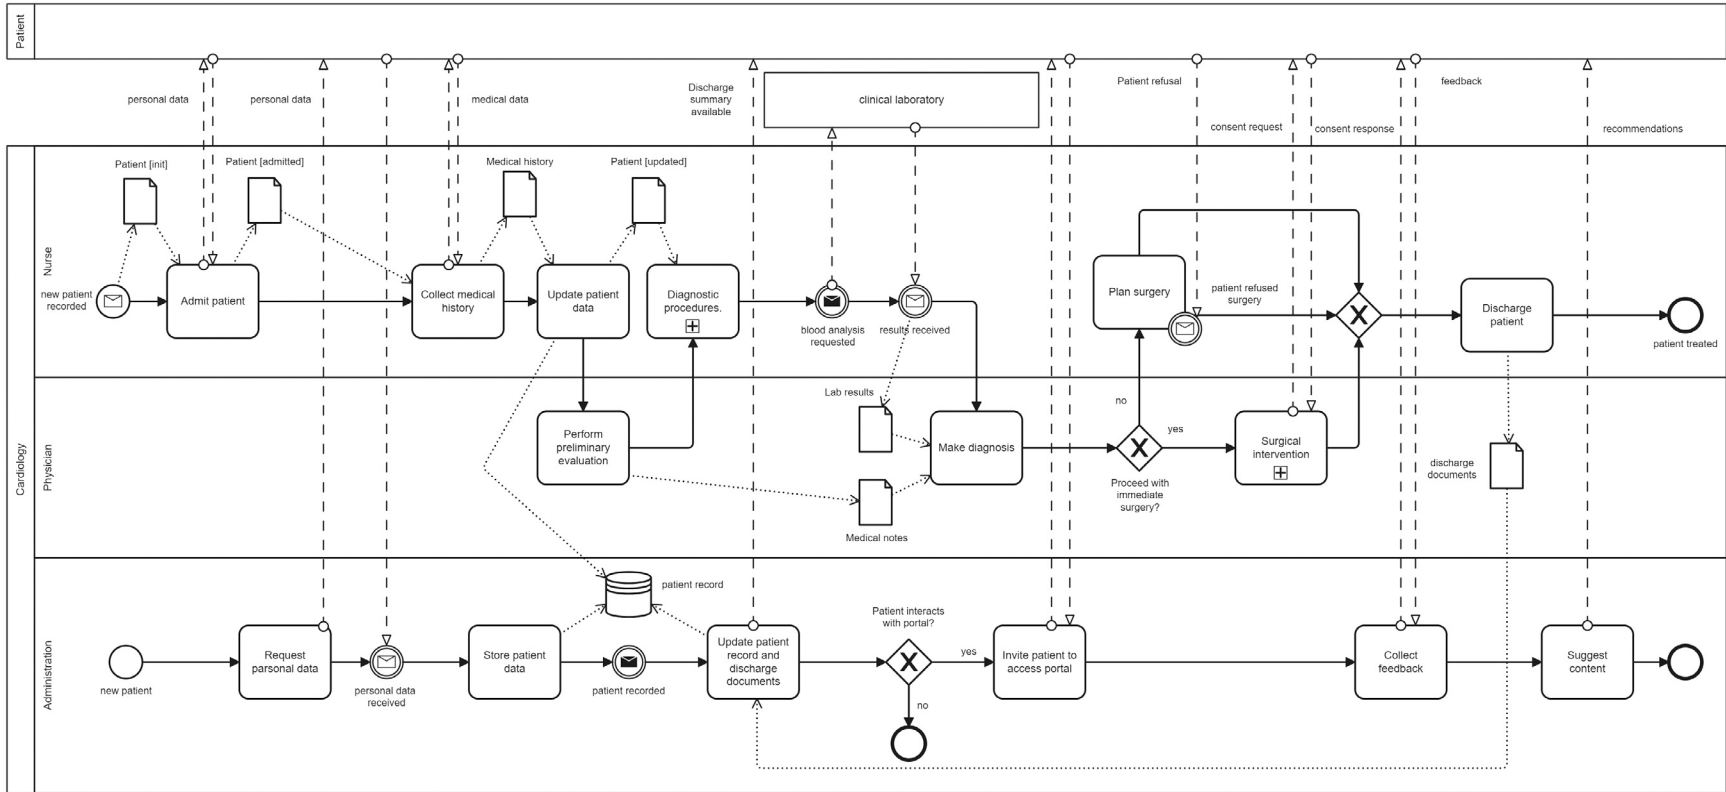 Patient
personal data
personal data
medical data
Discharge
summary
available
clinical laboratory
Patient refusal
consent request
consent response
feedback
recommendations
Cardiology
Nurse
Patient [init]
Patient [admitted]
Medical history
Patient [updated]
new patient
recorded
Admit patient
Collect medical
history
Update patient
data
Diagnostic
procedures.
blood analysis
requested
results received
Plan surgery
patient refused
surgery
X
Discharge
patient
patient treated
Physician
Perform
preliminary
evaluation
Lab results
Medical notes
Make diagnosis
no
X
yes
Proceed with
immediate
surgery?
Surgical
intervention
discharge
documents
Administration
new patient
Request
parsonal data
personal data
received
Store patient
data
patient record
patient recorded
Update patient
record and
discharge
documents
Patient interacts
with portal?
X
yes
no
Invite patient to
access portal
Collect
feedback
Suggest
content